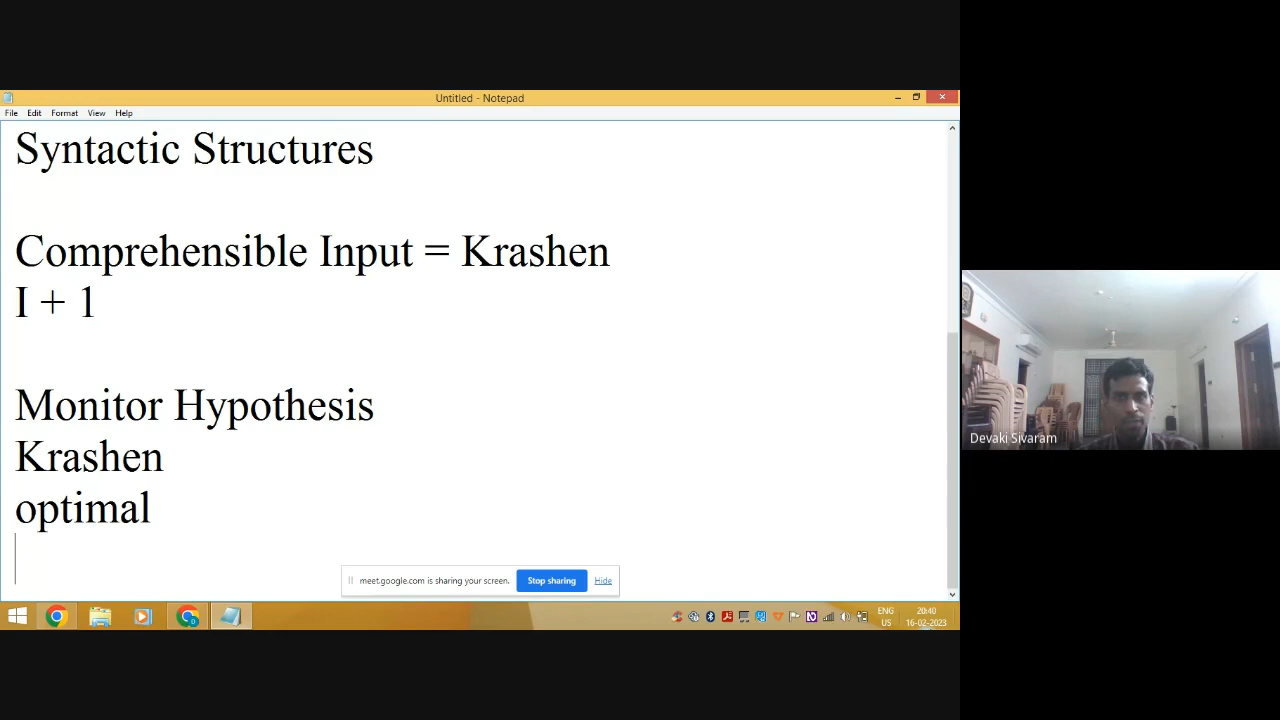 Untitled - Notepad
File Edit Format View Help
Syntactic Structures
Comprehensible Input = Krashen
I + 1
Monitor Hypothesis
Krashen
optimal
meet.google.com is sharing your screen. Stop sharing Hide
ENG 20:40
US 16-02-2023
Devaki Sivaram